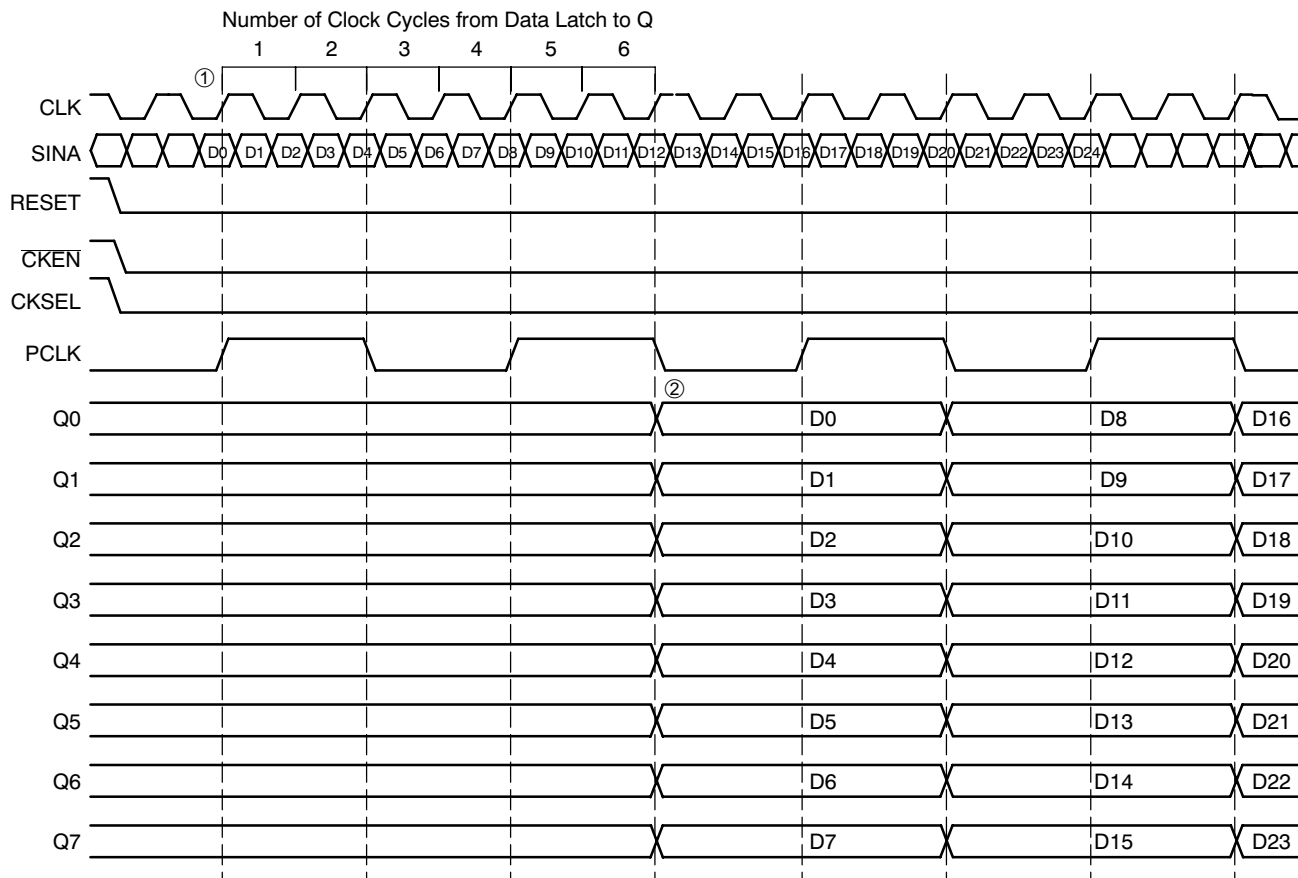 Number of Clock Cycles from Data Latch to Q
1 2 3 4 5 6
①
CLK
SINA D0 D1 D2 D3 D4 D5 D6 D7 D8 D9 D10 D11 D12 D13 D14 D15 D16 D17 D18 D19 D20 D21 D22 D23 D24
RESET
CKEN
CKSEL
PCLK
②
Q0 D0 D8 D16
Q1 D1 D9 D17
Q2 D2 D10 D18
Q3 D3 D11 D19
Q4 D4 D12 D20
Q5 D5 D13 D21
Q6 D6 D14 D22
Q7 D7 D15 D23